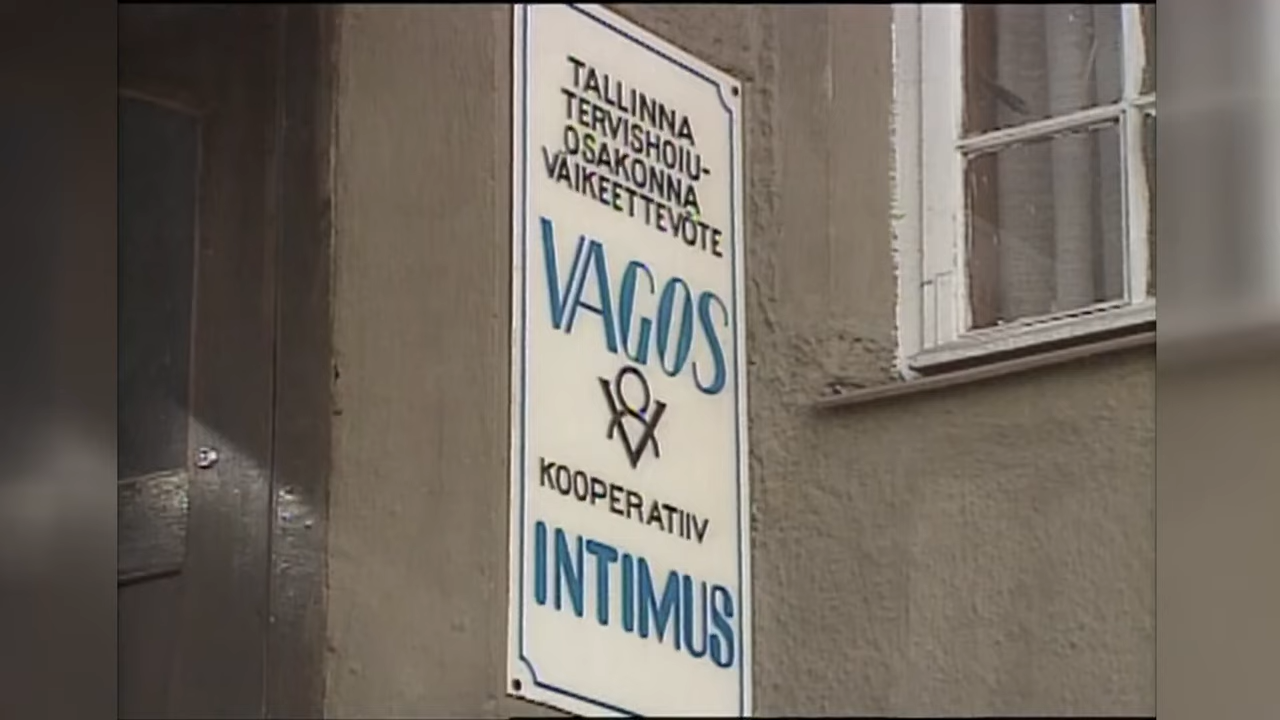 TALLINNA
TERVISHOIU-
OSAKONNA
VÄIKEETTEVÕTE
VAGOS
KOOPERATIIV
INTIMUS